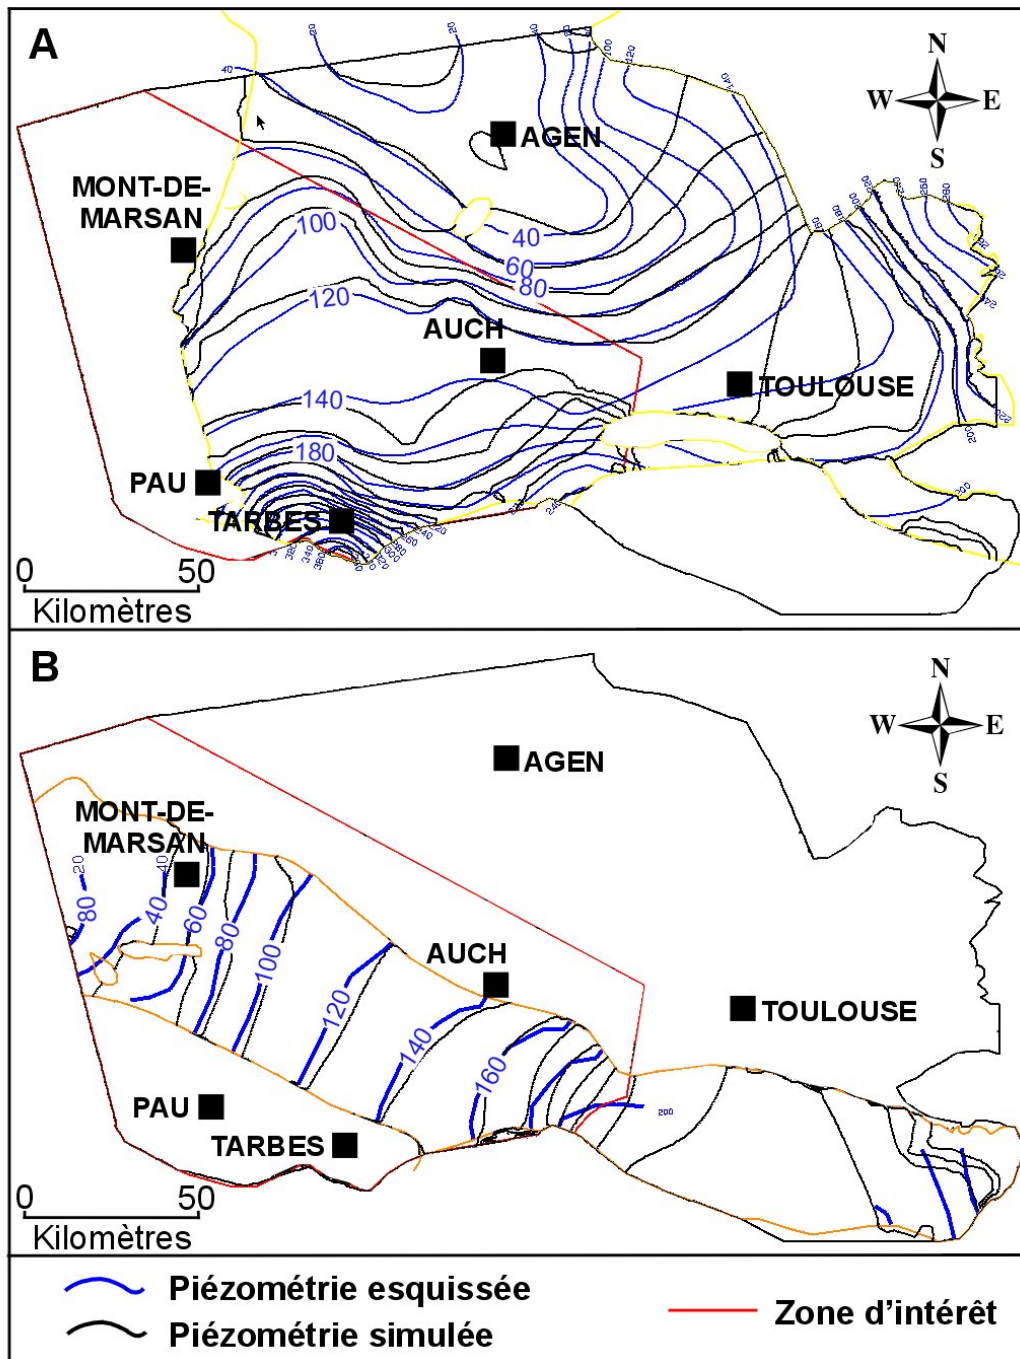 A
N
W E
S
AGEN
MONT-DE-
MARSAN
100
40
60
80
120
AUCH
TOULOUSE
140
180
PAU
TARBES
0 50
Kilomètres
B
N
W E
S
AGEN
MONT-DE-
MARSAN
20
40
80
40
60
80
100
120
140
160
200
AUCH
TOULOUSE
PAU
TARBES
0 50
Kilomètres
Piézométrie esquissée
Piézométrie simulée
Zone d'intérêt